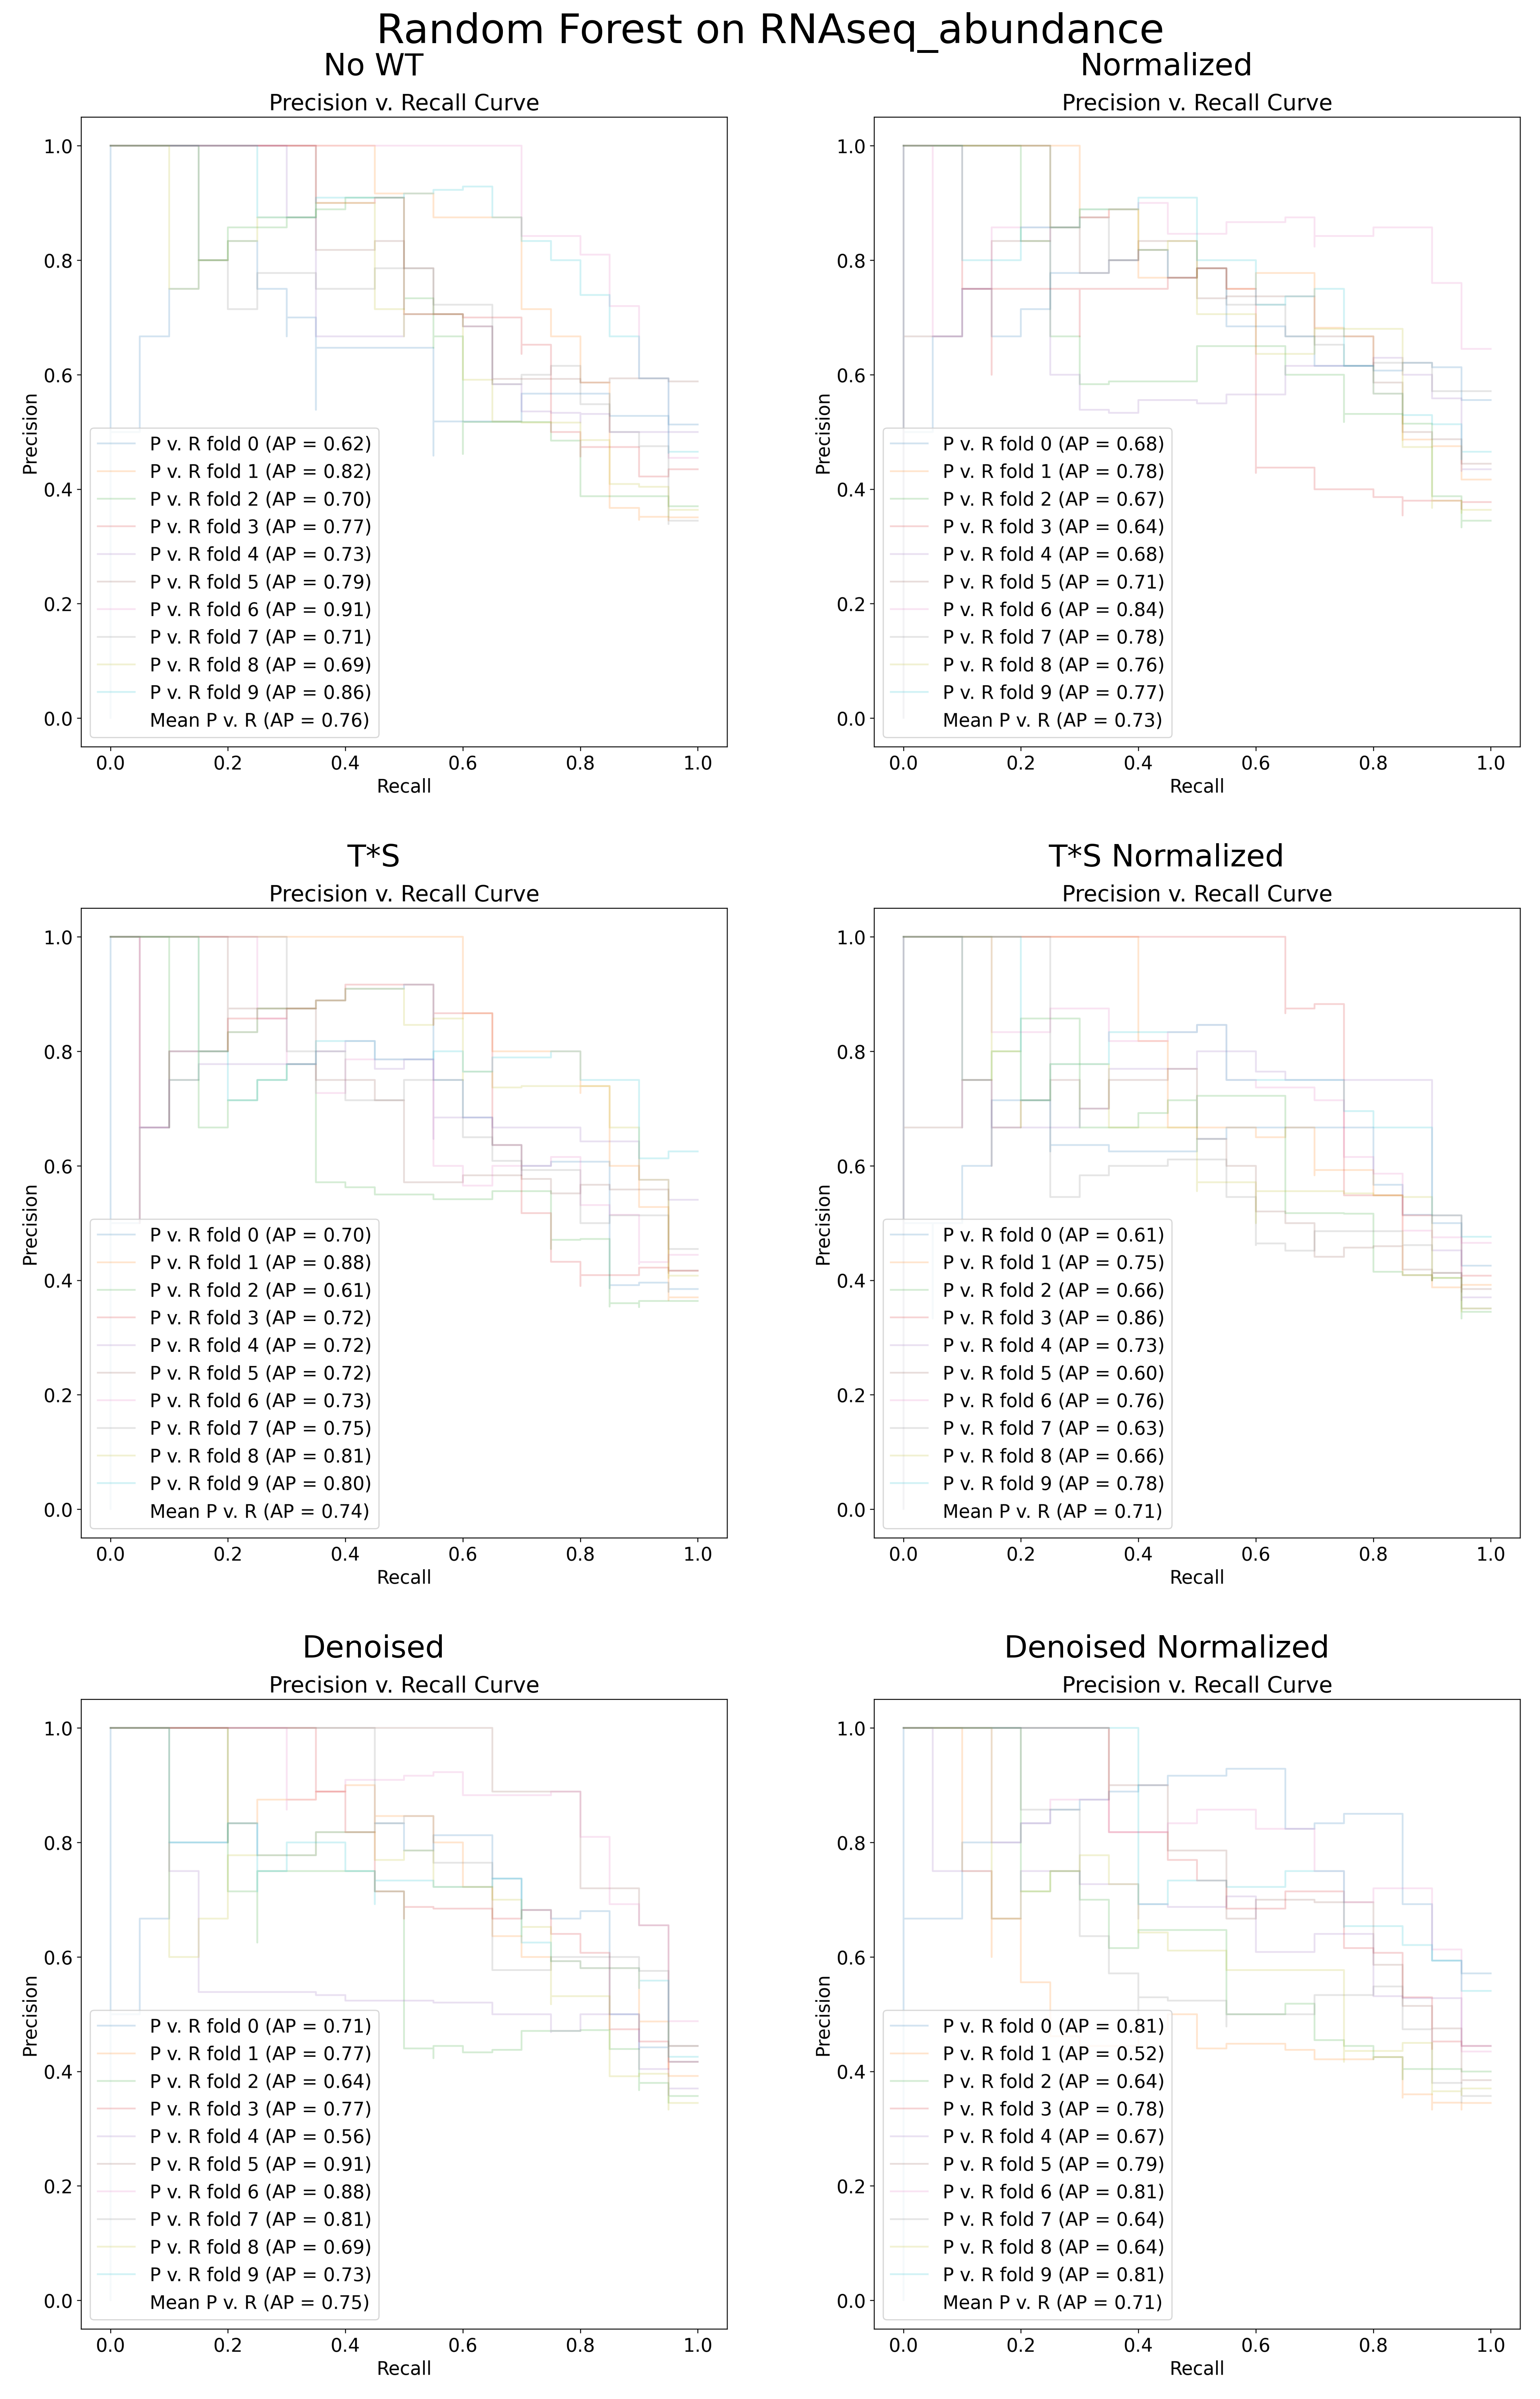 Random Forest on RNAseq_abundance
No WT
Precision v. Recall Curve
1.0
0.8
0.6
0.4
0.2
0.0
Precision
P v. R fold 0 (AP = 0.62)
P v. R fold 1 (AP = 0.82)
P v. R fold 2 (AP = 0.70)
P v. R fold 3 (AP = 0.77)
P v. R fold 4 (AP = 0.73)
P v. R fold 5 (AP = 0.79)
P v. R fold 6 (AP = 0.91)
P v. R fold 7 (AP = 0.71)
P v. R fold 8 (AP = 0.69)
P v. R fold 9 (AP = 0.86)
Mean P v. R (AP = 0.76)
0.0 0.2 0.4 0.6 0.8 1.0
Recall
Normalized
Precision v. Recall Curve
1.0
0.8
0.6
0.4
0.2
0.0
Precision
P v. R fold 0 (AP = 0.68)
P v. R fold 1 (AP = 0.78)
P v. R fold 2 (AP = 0.67)
P v. R fold 3 (AP = 0.64)
P v. R fold 4 (AP = 0.68)
P v. R fold 5 (AP = 0.71)
P v. R fold 6 (AP = 0.84)
P v. R fold 7 (AP = 0.78)
P v. R fold 8 (AP = 0.76)
P v. R fold 9 (AP = 0.77)
Mean P v. R (AP = 0.73)
0.0 0.2 0.4 0.6 0.8 1.0
Recall
T*S
Precision v. Recall Curve
1.0
0.8
0.6
0.4
0.2
0.0
Precision
P v. R fold 0 (AP = 0.70)
P v. R fold 1 (AP = 0.88)
P v. R fold 2 (AP = 0.61)
P v. R fold 3 (AP = 0.72)
P v. R fold 4 (AP = 0.72)
P v. R fold 5 (AP = 0.72)
P v. R fold 6 (AP = 0.73)
P v. R fold 7 (AP = 0.75)
P v. R fold 8 (AP = 0.81)
P v. R fold 9 (AP = 0.80)
Mean P v. R (AP = 0.74)
0.0 0.2 0.4 0.6 0.8 1.0
Recall
T*S Normalized
Precision v. Recall Curve
1.0
0.8
0.6
0.4
0.2
0.0
Precision
P v. R fold 0 (AP = 0.61)
P v. R fold 1 (AP = 0.75)
P v. R fold 2 (AP = 0.66)
P v. R fold 3 (AP = 0.86)
P v. R fold 4 (AP = 0.73)
P v. R fold 5 (AP = 0.60)
P v. R fold 6 (AP = 0.76)
P v. R fold 7 (AP = 0.63)
P v. R fold 8 (AP = 0.66)
P v. R fold 9 (AP = 0.78)
Mean P v. R (AP = 0.71)
0.0 0.2 0.4 0.6 0.8 1.0
Recall
Denoised
Precision v. Recall Curve
1.0
0.8
0.6
0.4
0.2
0.0
Precision
P v. R fold 0 (AP = 0.71)
P v. R fold 1 (AP = 0.77)
P v. R fold 2 (AP = 0.64)
P v. R fold 3 (AP = 0.77)
P v. R fold 4 (AP = 0.56)
P v. R fold 5 (AP = 0.91)
P v. R fold 6 (AP = 0.88)
P v. R fold 7 (AP = 0.81)
P v. R fold 8 (AP = 0.69)
P v. R fold 9 (AP = 0.73)
Mean P v. R (AP = 0.75)
0.0 0.2 0.4 0.6 0.8 1.0
Recall
Denoised Normalized
Precision v. Recall Curve
1.0
0.8
0.6
0.4
0.2
0.0
Precision
P v. R fold 0 (AP = 0.81)
P v. R fold 1 (AP = 0.52)
P v. R fold 2 (AP = 0.64)
P v. R fold 3 (AP = 0.78)
P v. R fold 4 (AP = 0.67)
P v. R fold 5 (AP = 0.79)
P v. R fold 6 (AP = 0.81)
P v. R fold 7 (AP = 0.64)
P v. R fold 8 (AP = 0.64)
P v. R fold 9 (AP = 0.81)
Mean P v. R (AP = 0.71)
0.0 0.2 0.4 0.6 0.8 1.0
Recall